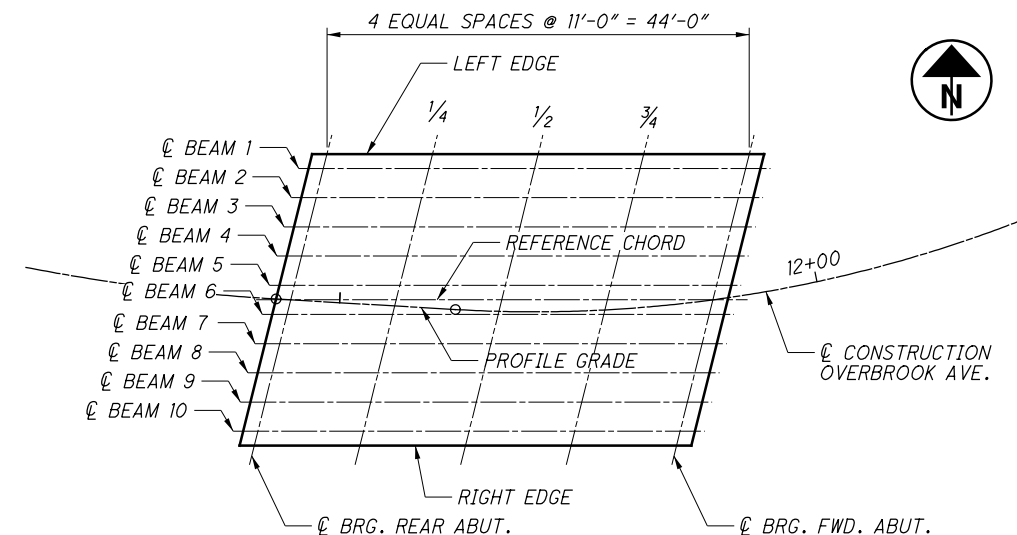 4 EQUAL SPACES @ 11'-0" = 44'-0"
LEFT EDGE
1/4
1/2
3/4
N
℄ BEAM 1
℄ BEAM 2
℄ BEAM 3
℄ BEAM 4
REFERENCE CHORD
℄ BEAM 5
12+00
℄ BEAM 6
℄ BEAM 7
℄ CONSTRUCTION
OVERBROOK AVE.
PROFILE GRADE
℄ BEAM 8
℄ BEAM 9
℄ BEAM 10
RIGHT EDGE
℄ BRG. REAR ABUT.
℄ BRG. FWD. ABUT.